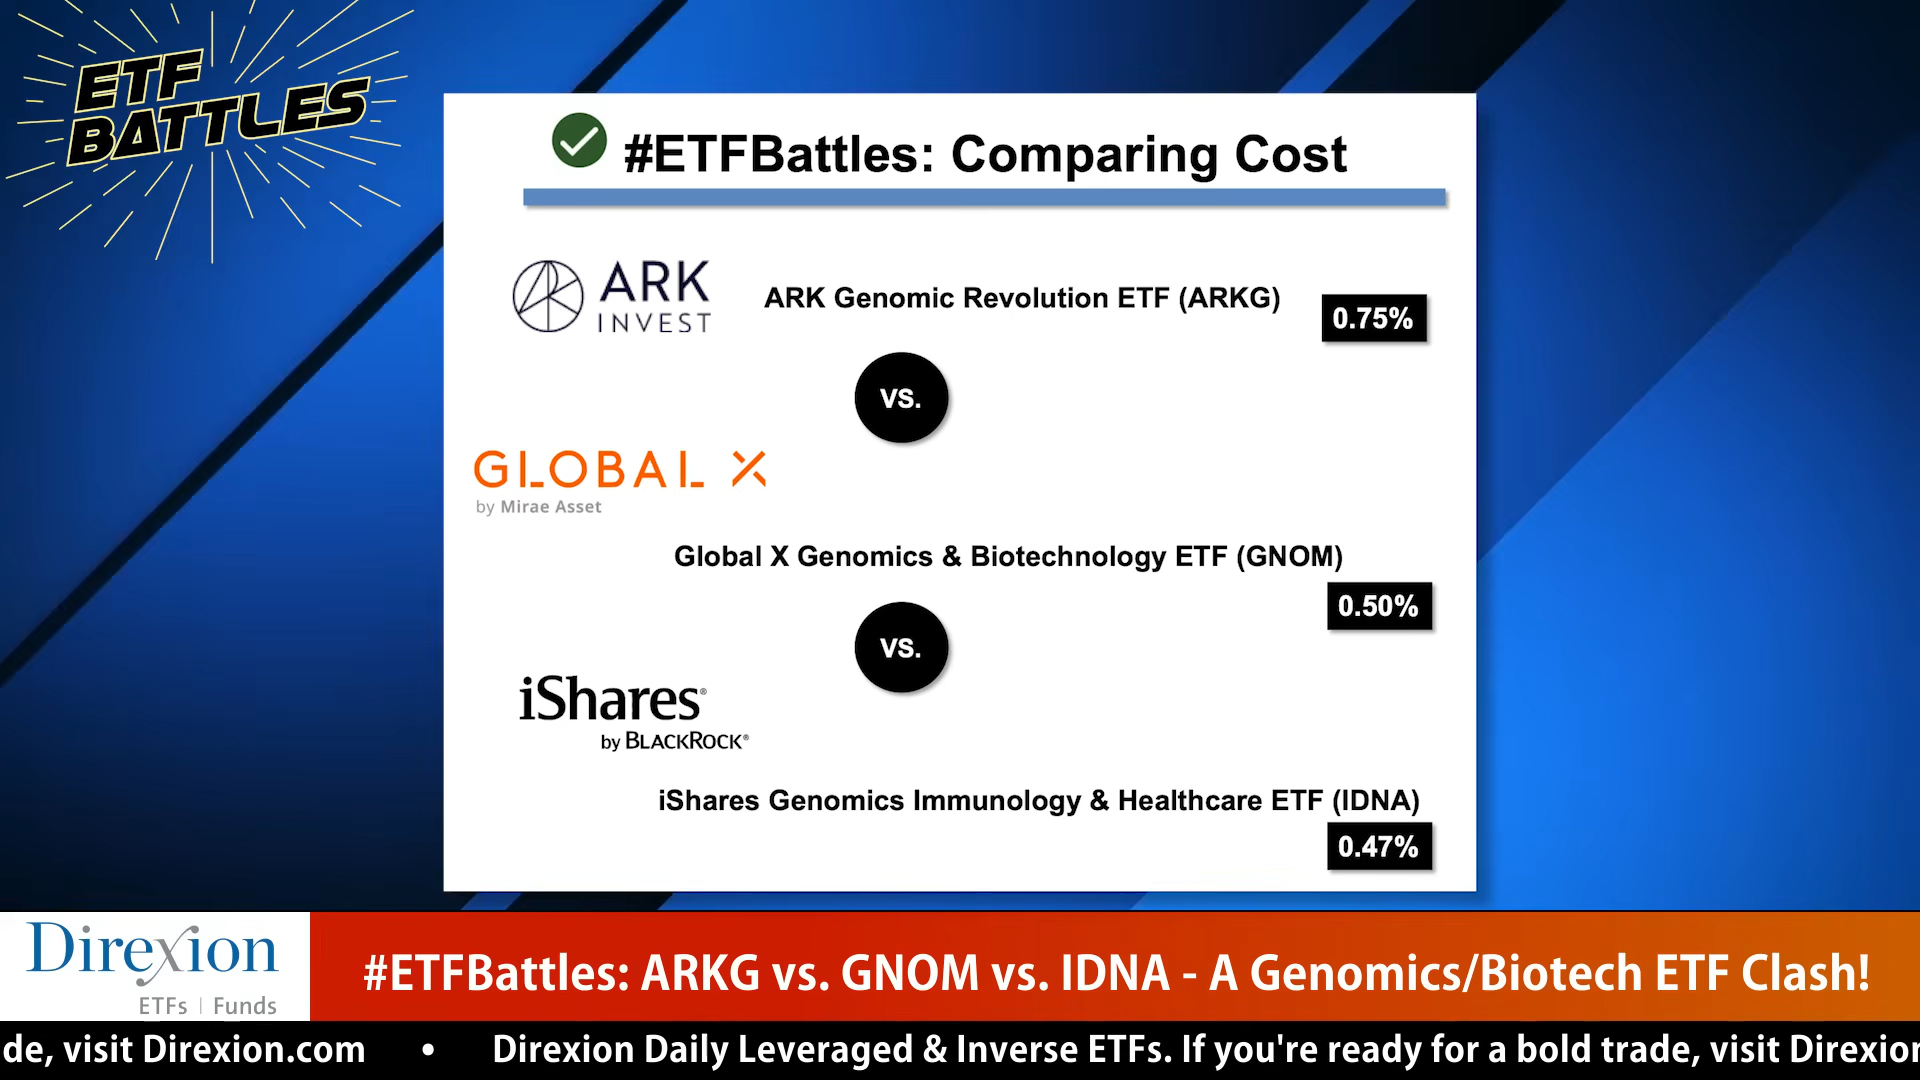 ETF
BATTLES
#ETFBattles: Comparing Cost
ARK
INVEST
ARK Genomic Revolution ETF (ARKG)
0.75%
VS.
GLOBAL X
by Mirae Asset
Global X Genomics & Biotechnology ETF (GNOM)
0.50%
VS.
iShares®
by BLACKROCK®
iShares Genomics Immunology & Healthcare ETF (IDNA)
0.47%
Direxion
ETFs | Funds
#ETFBattles: ARKG vs. GNOM vs. IDNA - A Genomics/Biotech ETF Clash!
de, visit Direxion.com • Direxion Daily Leveraged & Inverse ETFs. If you're ready for a bold trade, visit Direxion